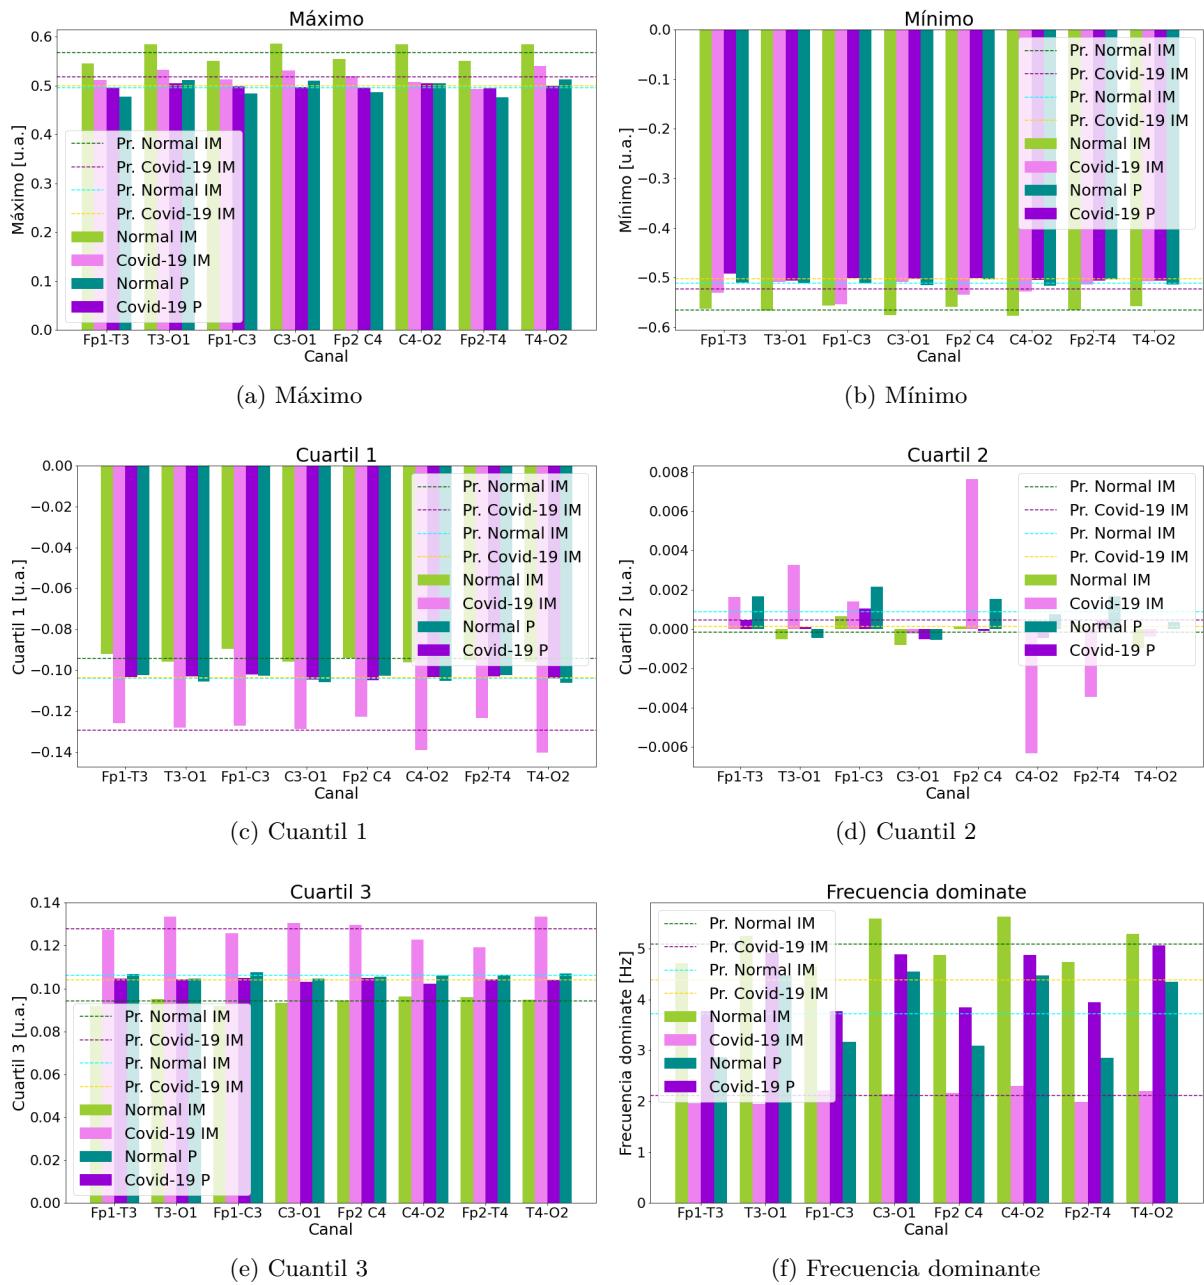 Máximo
0.6
0.5
0.4
0.3
0.2
0.1
0.0
Máximo [u.a.]
Pr. Normal IM
Pr. Covid-19 IM
Pr. Normal IM
Pr. Covid-19 IM
Normal IM
Covid-19 IM
Normal P
Covid-19 P
Fp1-T3 T3-O1 Fp1-C3 C3-O1 Fp2 C4 C4-O2 Fp2-T4 T4-O2
Canal
(a) Máximo
Mínimo
0.0
−0.1
−0.2
−0.3
−0.4
−0.5
−0.6
Mínimo [u.a.]
Pr. Normal IM
Pr. Covid-19 IM
Pr. Normal IM
Pr. Covid-19 IM
Normal IM
Covid-19 IM
Normal P
Covid-19 P
Fp1-T3 T3-O1 Fp1-C3 C3-O1 Fp2 C4 C4-O2 Fp2-T4 T4-O2
Canal
(b) Mínimo
Cuartil 1
0.00
−0.02
−0.04
−0.06
−0.08
−0.10
−0.12
−0.14
Cuartil 1 [u.a.]
Pr. Normal IM
Pr. Covid-19 IM
Pr. Normal IM
Pr. Covid-19 IM
Normal IM
Covid-19 IM
Normal P
Covid-19 P
Fp1-T3 T3-O1 Fp1-C3 C3-O1 Fp2 C4 C4-O2 Fp2-T4 T4-O2
Canal
(c) Cuantil 1
Cuartil 2
0.008
0.006
0.004
0.002
0.000
−0.002
−0.004
−0.006
Cuartil 2 [u.a.]
Pr. Normal IM
Pr. Covid-19 IM
Pr. Normal IM
Pr. Covid-19 IM
Normal IM
Covid-19 IM
Normal P
Covid-19 P
Fp1-T3 T3-O1 Fp1-C3 C3-O1 Fp2 C4 C4-O2 Fp2-T4 T4-O2
Canal
(d) Cuantil 2
Cuartil 3
0.14
0.12
0.10
0.08
0.06
0.04
0.02
0.00
Cuartil 3 [u.a.]
Pr. Normal IM
Pr. Covid-19 IM
Pr. Normal IM
Pr. Covid-19 IM
Normal IM
Covid-19 IM
Normal P
Covid-19 P
Fp1-T3 T3-O1 Fp1-C3 C3-O1 Fp2 C4 C4-O2 Fp2-T4 T4-O2
Canal
(e) Cuantil 3
Frecuencia dominate
5
4
3
2
1
0
Frecuencia dominate [Hz]
Pr. Normal IM
Pr. Covid-19 IM
Pr. Normal IM
Pr. Covid-19 IM
Normal IM
Covid-19 IM
Normal P
Covid-19 P
Fp1-T3 T3-O1 Fp1-C3 C3-O1 Fp2 C4 C4-O2 Fp2-T4 T4-O2
Canal
(f) Frecuencia dominante